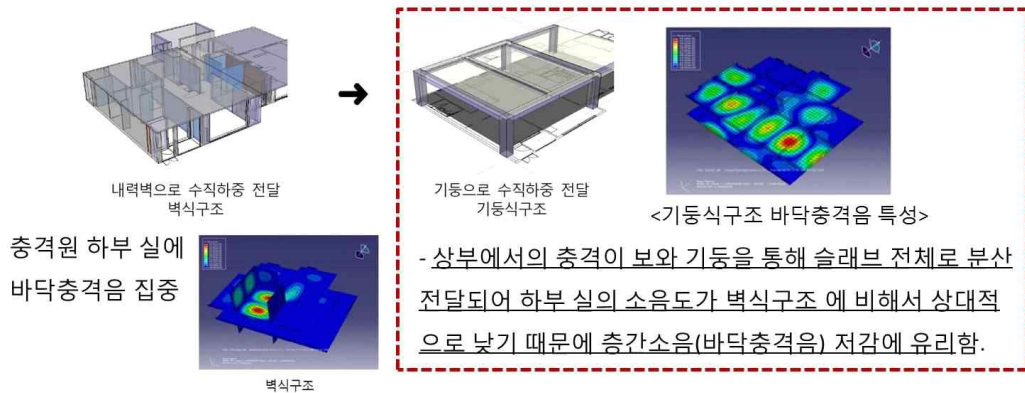 내력벽으로 수직하중 전달
벽식구조
충격원 하부 실에
바닥충격음 집중
벽식구조
기둥으로 수직하중 전달
기둥식구조
<기둥식구조 바닥충격음 특성>
- 상부에서의 충격이 보와 기둥을 통해 슬래브 전체로 분산
전달되어 하부 실의 소음도가 벽식구조 에 비해서 상대적
으로 낮기 때문에 층간소음(바닥충격음) 저감에 유리함.